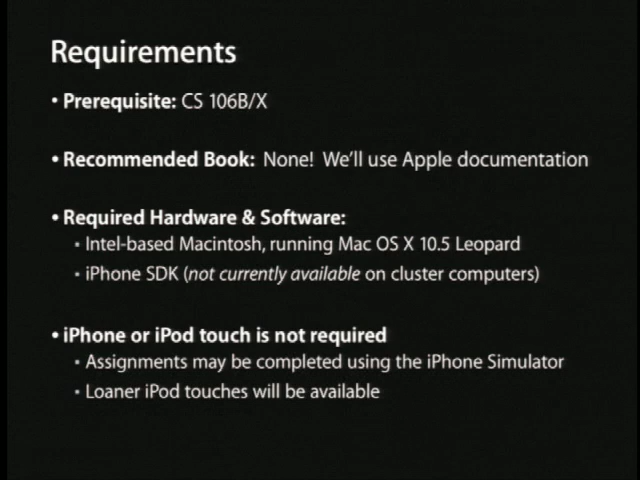 Requirements
• Prerequisite: CS 106B/X
• Recommended Book: None! We'll use Apple documentation
• Required Hardware & Software:
• Intel-based Macintosh, running Mac OS X 10.5 Leopard
• iPhone SDK (not currently available on cluster computers)
• iPhone or iPod touch is not required
• Assignments may be completed using the iPhone Simulator
• Loaner iPod touches will be available